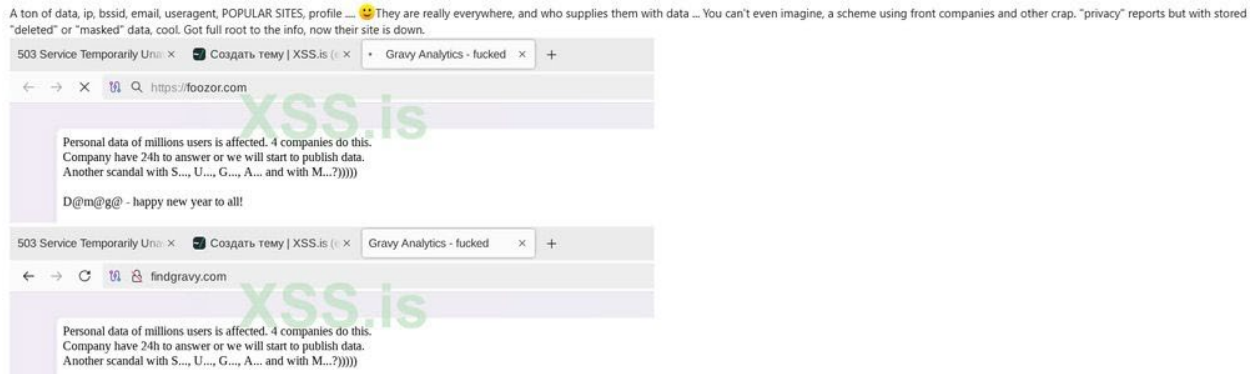 A ton of data, ip, bssid, email, useragent, POPULAR SITES, profile .... 🙂 They are really everywhere, and who supplies them with data ... You can't even imagine, a scheme using front companies and other crap. "privacy" reports but with stored
"deleted" or "masked" data, cool. Got full root to the info, now their site is down.
503 Service Temporarily Una × Создать тему | XSS.is ( × Gravy Analytics - fucked × +
https://foozor.com
XSS.is
Personal data of millions users is affected. 4 companies do this.
Company have 24h to answer or we will start to publish data.
Another scandal with S..., U..., G..., A... and with M...?)))))
D@m@g@ - happy new year to all!
503 Service Temporarily Una × Создать тему | XSS.is ( × Gravy Analytics - fucked × +
findgravy.com
XSS.is
Personal data of millions users is affected. 4 companies do this.
Company have 24h to answer or we will start to publish data.
Another scandal with S..., U..., G..., A... and with M...?)))))